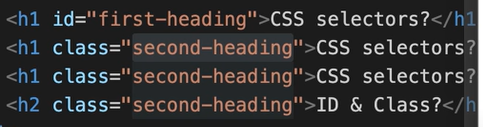 <h1 id="first-heading">CSS selectors?</h1
<h1 class="second-heading">CSS selectors?
<h1 class="second-heading">CSS selectors?
<h2 class="second-heading">ID & Class?</h